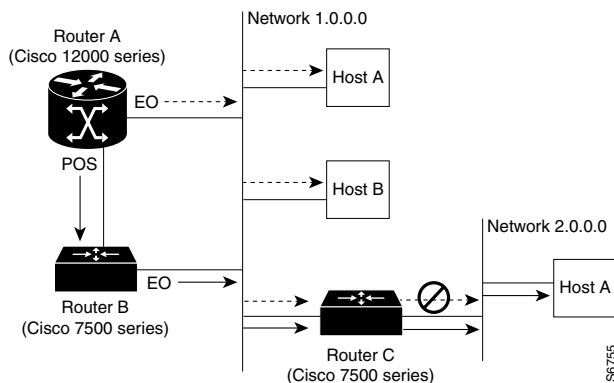 Network 1.0.0.0
Router A
(Cisco 12000 series)
EO
Host A
POS
Host B
Network 2.0.0.0
EO
Host A
Router B
(Cisco 7500 series)
Router C
(Cisco 7500 series)
S6755